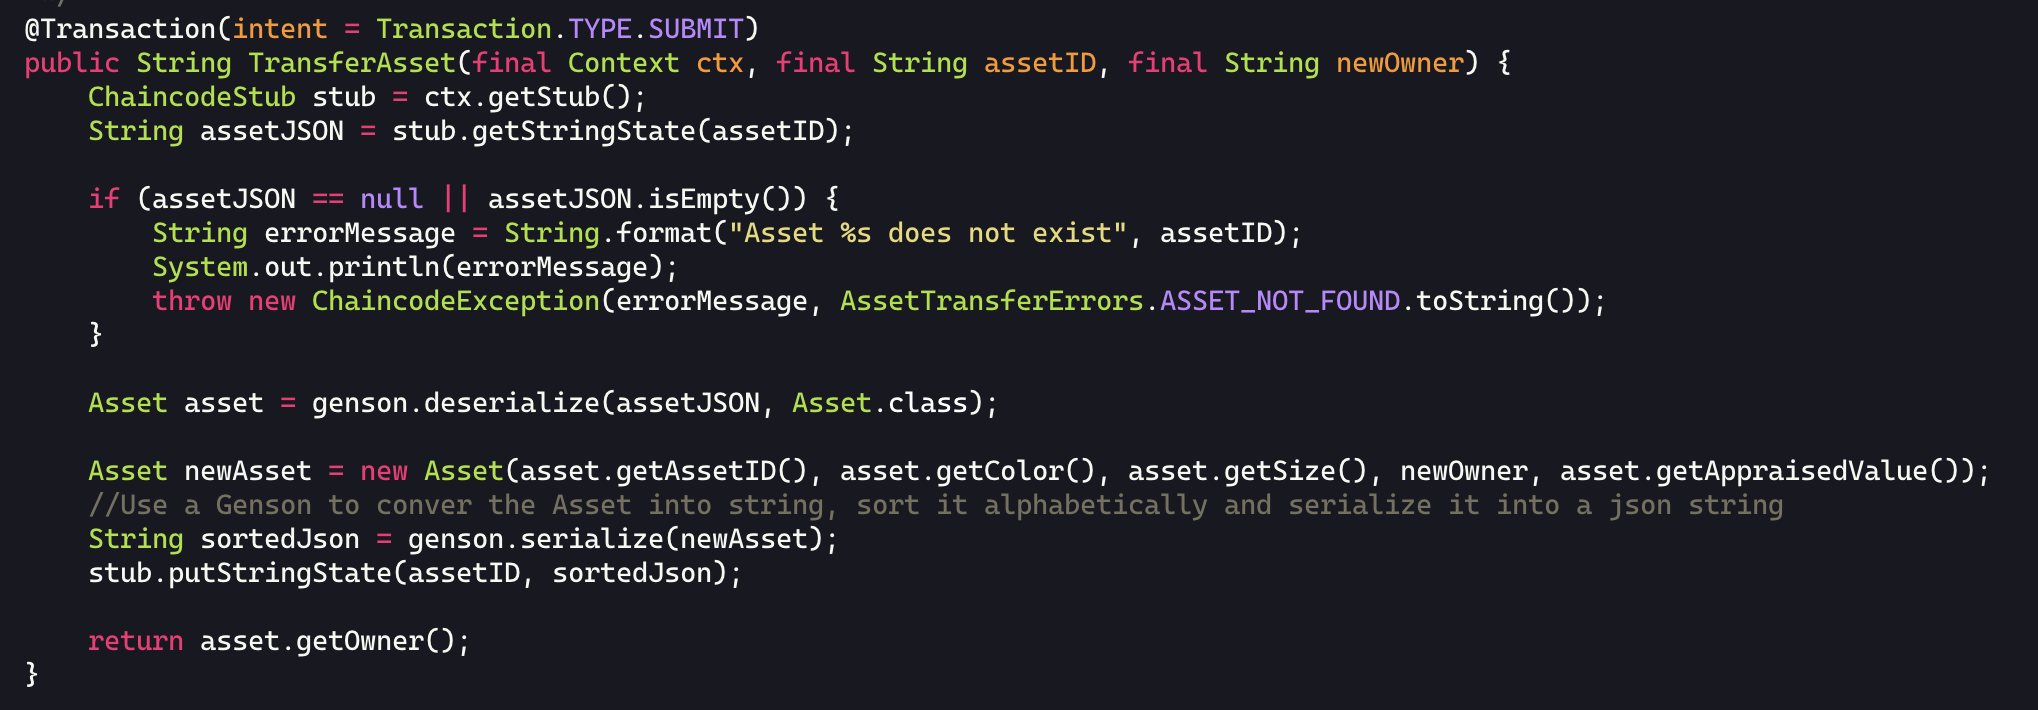 @Transaction(intent = Transaction.TYPE.SUBMIT)
public String TransferAsset(final Context ctx, final String assetID, final String newOwner) {
    ChaincodeStub stub = ctx.getStub();
    String assetJSON = stub.getStringState(assetID);

    if (assetJSON == null || assetJSON.isEmpty()) {
        String errorMessage = String.format("Asset %s does not exist", assetID);
        System.out.println(errorMessage);
        throw new ChaincodeException(errorMessage, AssetTransferErrors.ASSET_NOT_FOUND.toString());
    }

    Asset asset = genson.deserialize(assetJSON, Asset.class);

    Asset newAsset = new Asset(asset.getAssetID(), asset.getColor(), asset.getSize(), newOwner, asset.getAppraisedValue());
    //Use a Genson to conver the Asset into string, sort it alphabetically and serialize it into a json string
    String sortedJson = genson.serialize(newAsset);
    stub.putStringState(assetID, sortedJson);

    return asset.getOwner();
}